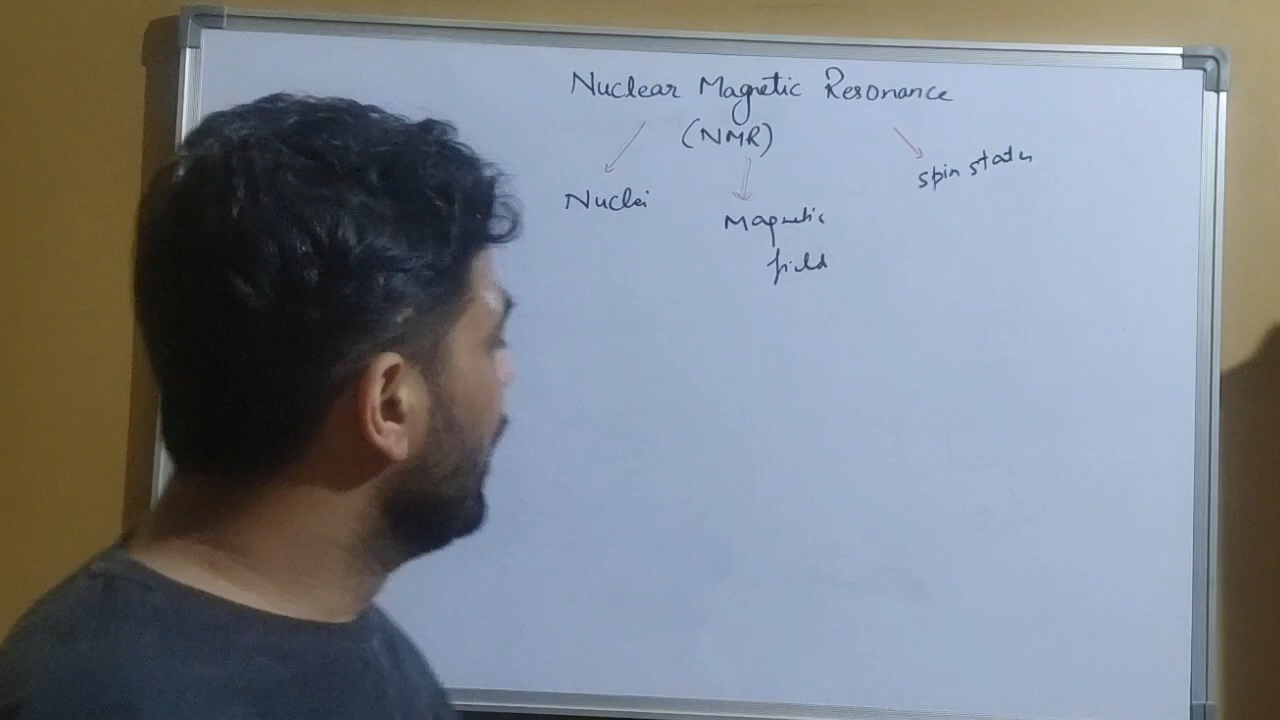 Nuclear Magnetic Resonance
(NMR)
Nuclei
Magnetic
field
spin states